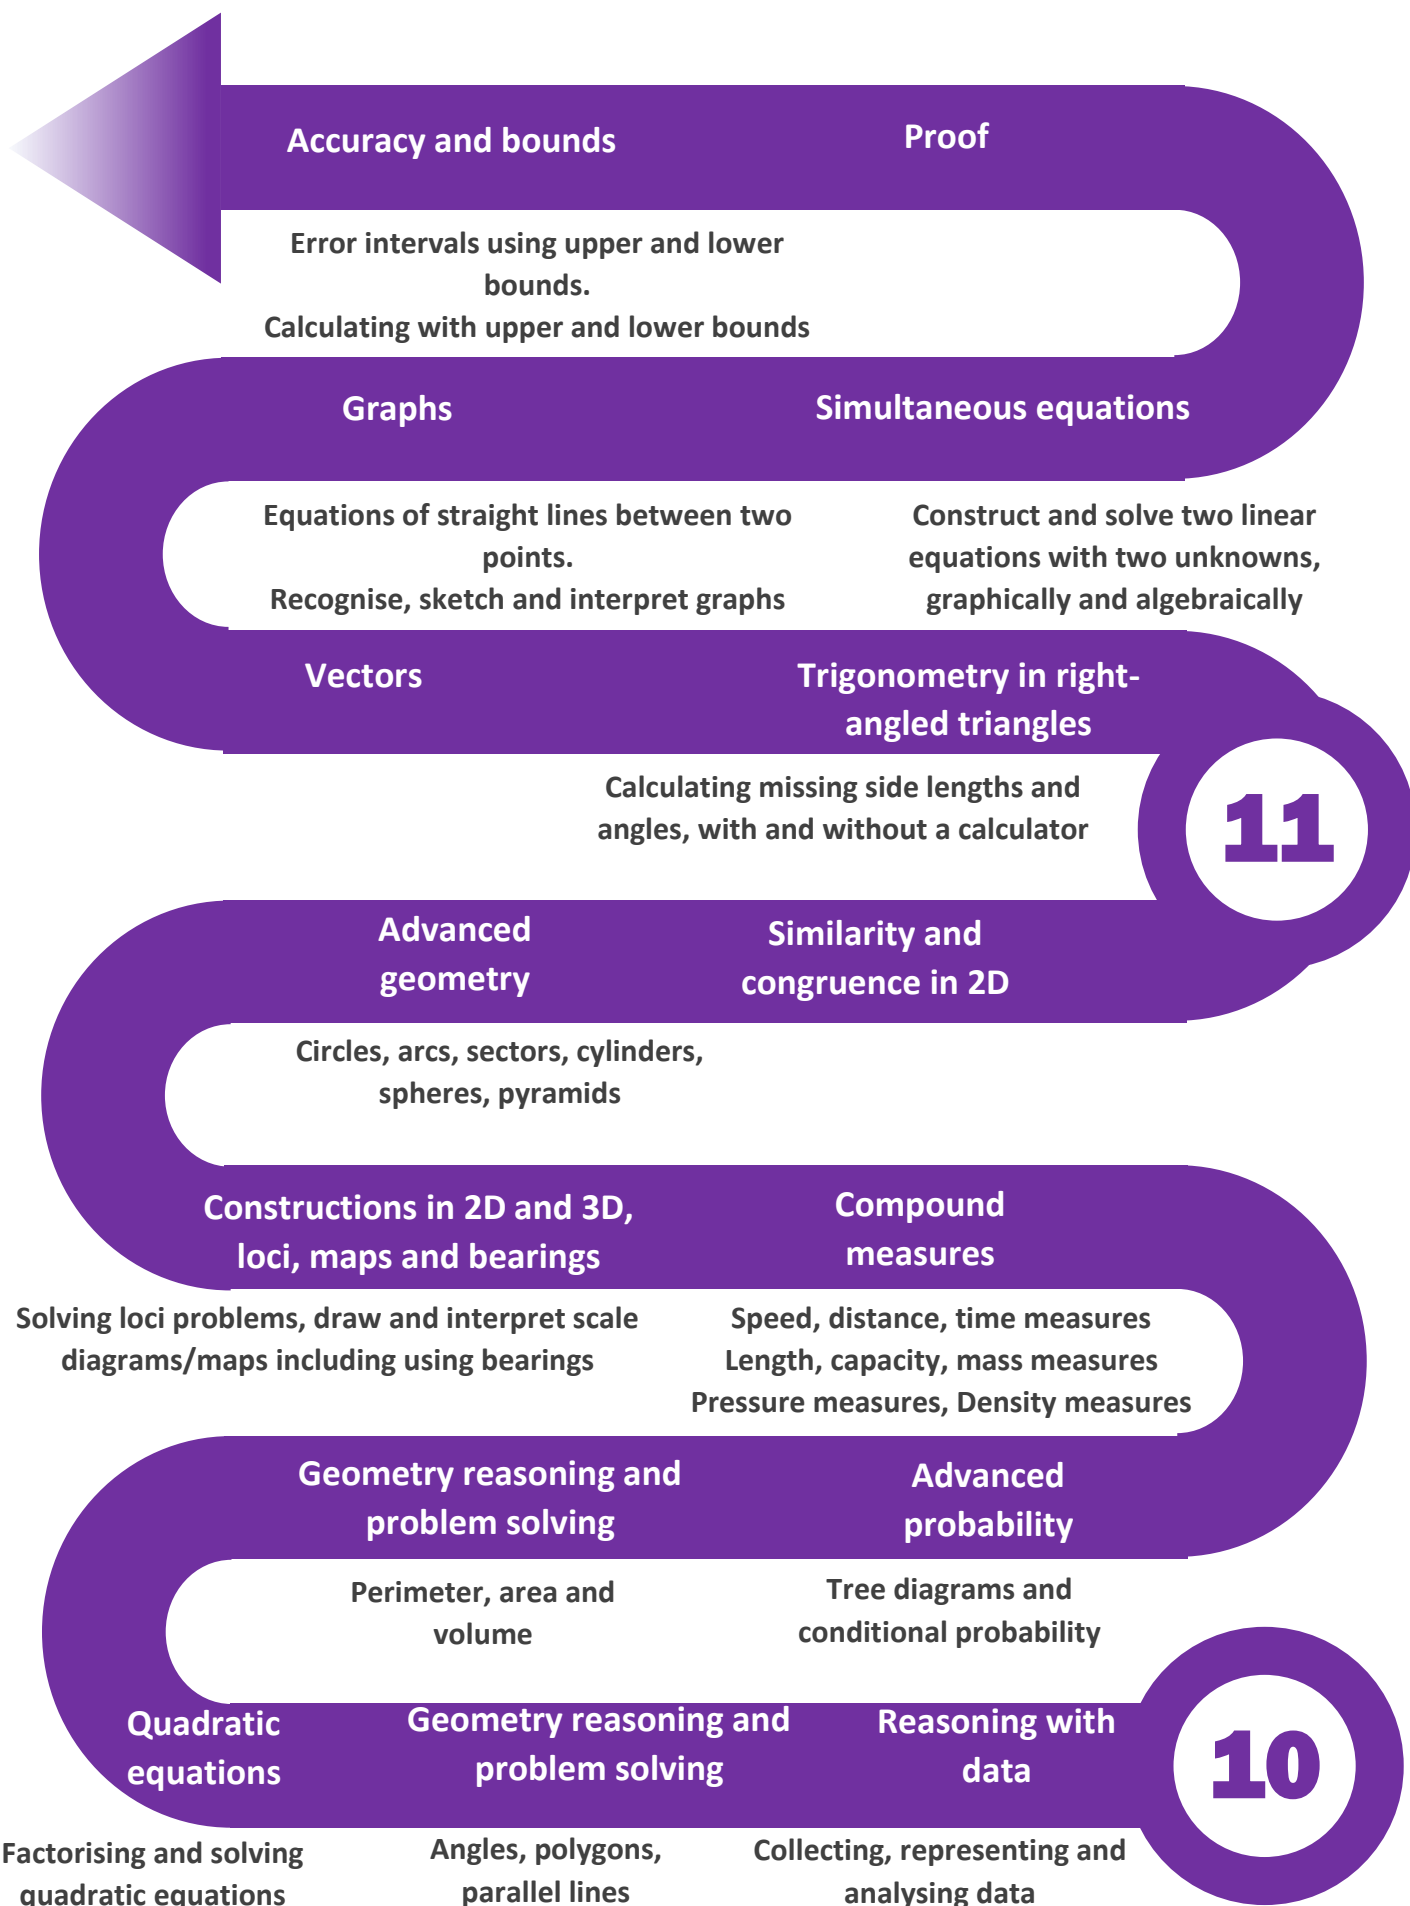 Accuracy and bounds
Proof
Error intervals using upper and lower
bounds.
Calculating with upper and lower bounds
Graphs
Simultaneous equations
Equations of straight lines between two
points.
Recognise, sketch and interpret graphs
Construct and solve two linear
equations with two unknowns,
graphically and algebraically
Vectors
Trigonometry in right-
angled triangles
Calculating missing side lengths and
angles, with and without a calculator
11
Advanced
geometry
Similarity and
congruence in 2D
Circles, arcs, sectors, cylinders,
spheres, pyramids
Constructions in 2D and 3D,
loci, maps and bearings
Compound
measures
Solving loci problems, draw and interpret scale
diagrams/maps including using bearings
Speed, distance, time measures
Length, capacity, mass measures
Pressure measures, Density measures
Geometry reasoning and
problem solving
Advanced
probability
Perimeter, area and
volume
Tree diagrams and
conditional probability
Quadratic
equations
Geometry reasoning and
problem solving
Reasoning with
data
10
Factorising and solving
quadratic equations
Angles, polygons,
parallel lines
Collecting, representing and
analysing data